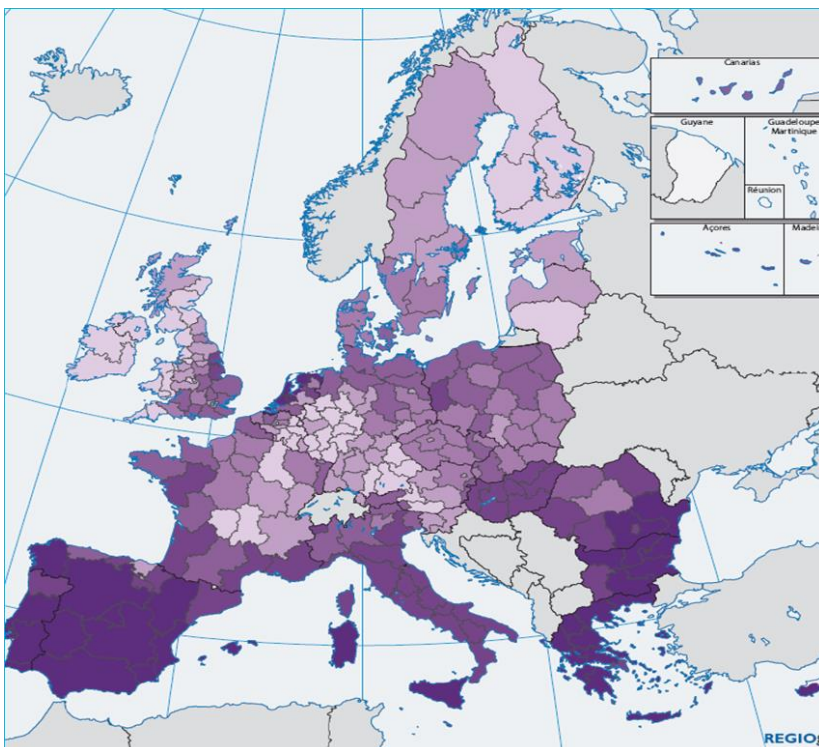 Canarias
Guyane
Guadeloupe
Martinique
Réunion
Açores
Madei
REGIO